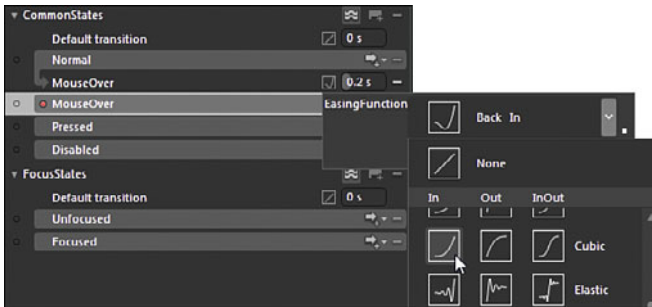 CommonStates
Default transition 0 s
Normal
MouseOver 0.2 s
MouseOver
EasingFunction
Back In
Pressed
Disabled
None
FocusStates
Default transition 0 s
In Out InOut
Unfocused
Focused
Cubic
Elastic